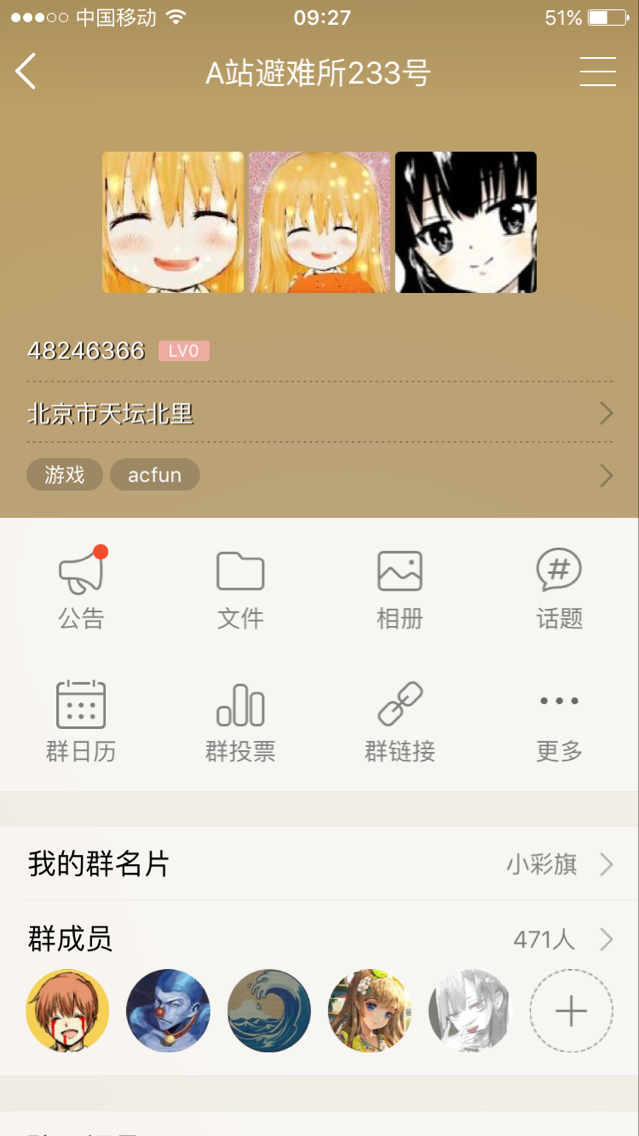 中国移动 09:27 51%
A站避难所233号
48246366 LV0
北京市天坛北里
游戏 acfun
公告 文件 相册 话题
群日历 群投票 群链接 更多
我的群名片 小彩旗
群成员 471人